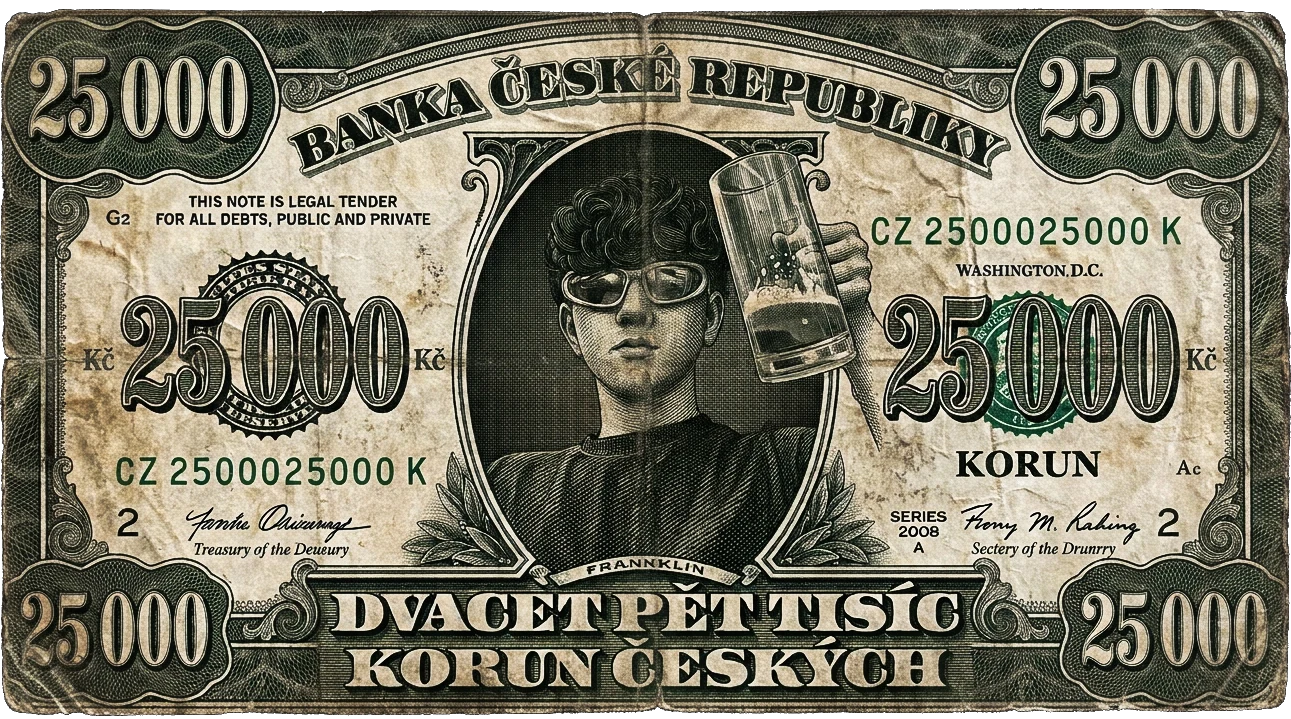 25 000
BANKA ČESKÉ REPUBLIKY
25 000
THIS NOTE IS LEGAL TENDER
FOR ALL DEBTS, PUBLIC AND PRIVATE
G2
CZ 2500025000 K
WASHINGTON, D.C.
Kč 25 000 Kč
25 000 Kč
KORUN
Ac
CZ 2500025000 K
2
Treasury of the Deueury
SERIES
2008
A
Frony M. Rahing
Sectery of the Drunrry
2
FRANNKLIN
25 000
DVACET PĚT TISÍC
KORUN ČESKÝCH
25 000